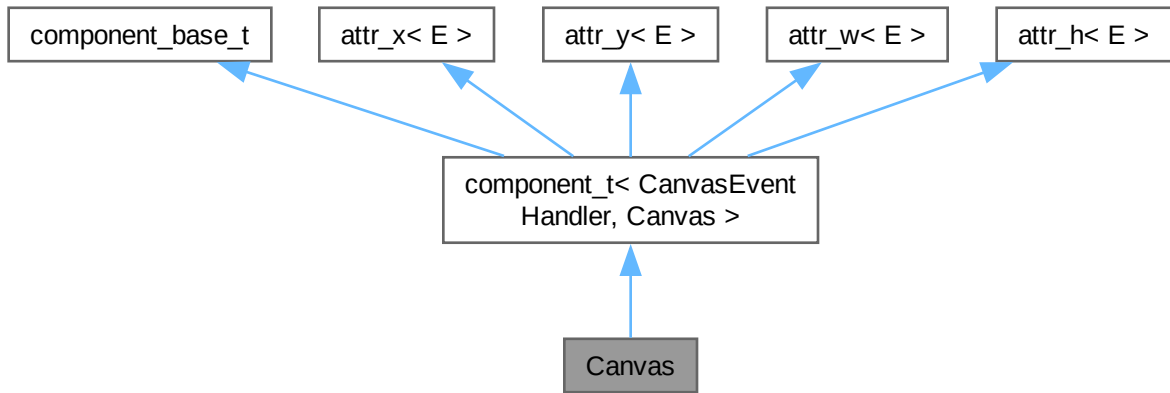 component_base_t
attr_x< E >
attr_y< E >
attr_w< E >
attr_h< E >
component_t< CanvasEvent
Handler, Canvas >
Canvas